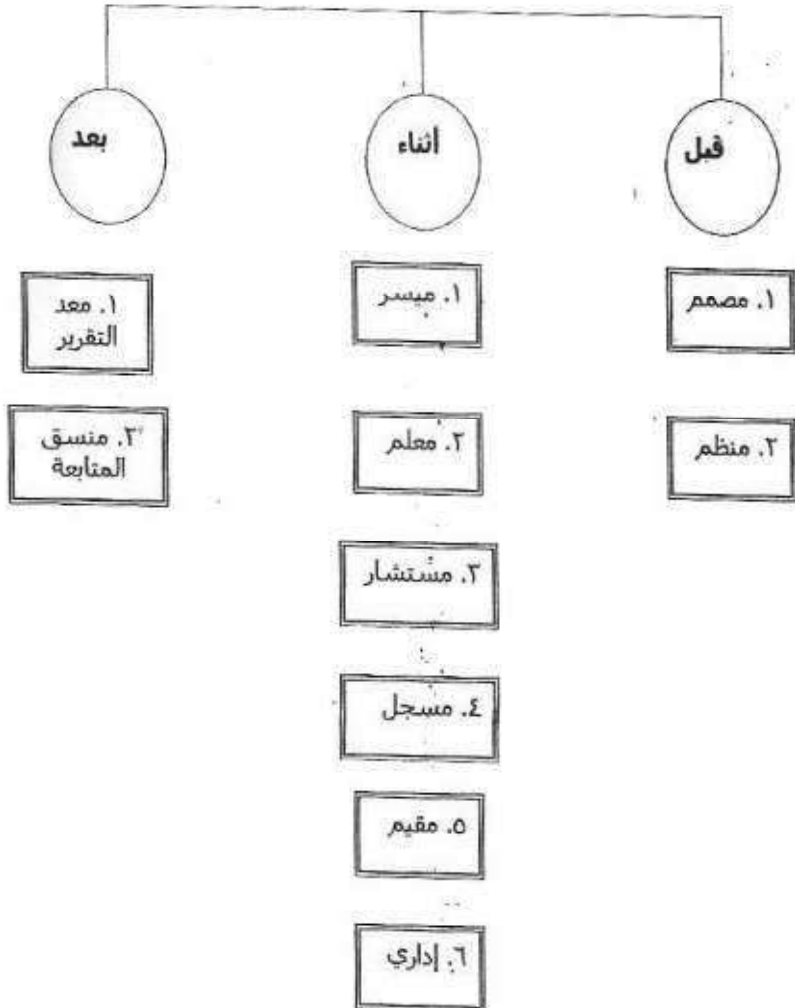 قبل
أثناء
بعد
١. مصمم
٢. منظم
١. ميسر
٢. معلم
٣. مستشار
٤. مسجل
٥. مقيم
٦. إداري
١. معد
التقرير
٢. منسق
المتابعة